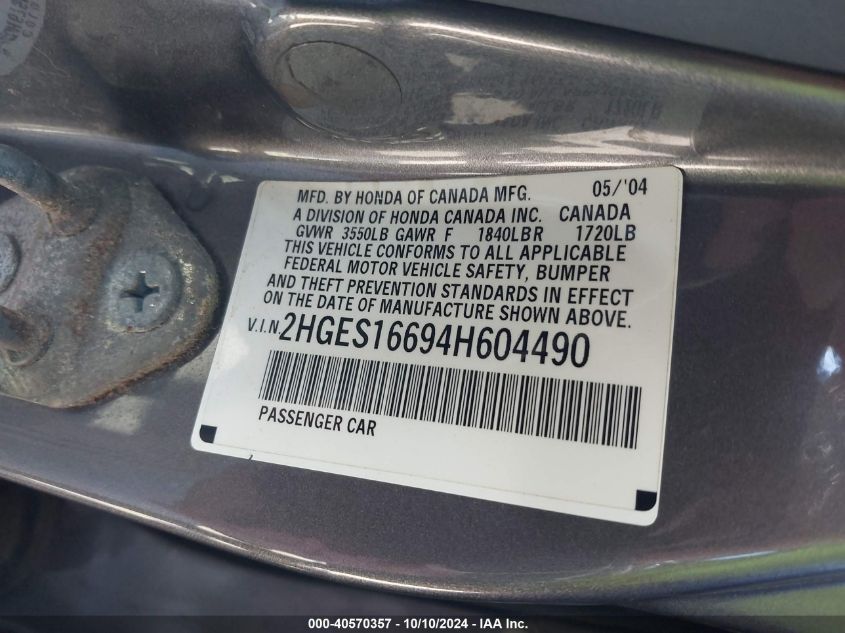 MFD. BY HONDA OF CANADA MFG. 05/'04
A DIVISION OF HONDA CANADA INC. CANADA
GVWR 3550LB GAWR F 1840LBR 1720LB
THIS VEHICLE CONFORMS TO ALL APPLICABLE
FEDERAL MOTOR VEHICLE SAFETY, BUMPER
AND THEFT PREVENTION STANDARDS IN EFFECT
ON THE DATE OF MANUFACTURE SHOWN ABOVE.
V.I.N. 2HGES16694H604490
PASSENGER CAR
000-40570357 - 10/10/2024 - IAA Inc.